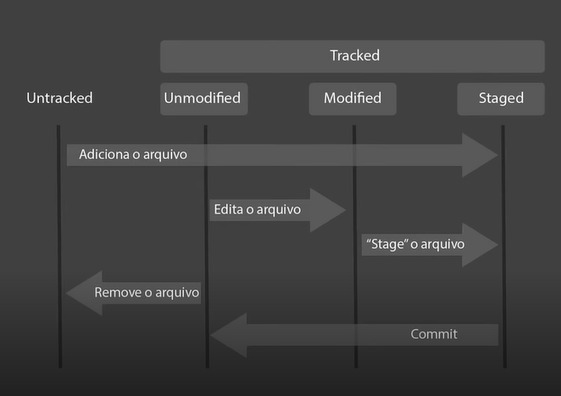 Tracked
Untracked
Unmodified
Modified
Staged
Adiciona o arquivo
Edita o arquivo
“Stage” o arquivo
Remove o arquivo
Commit